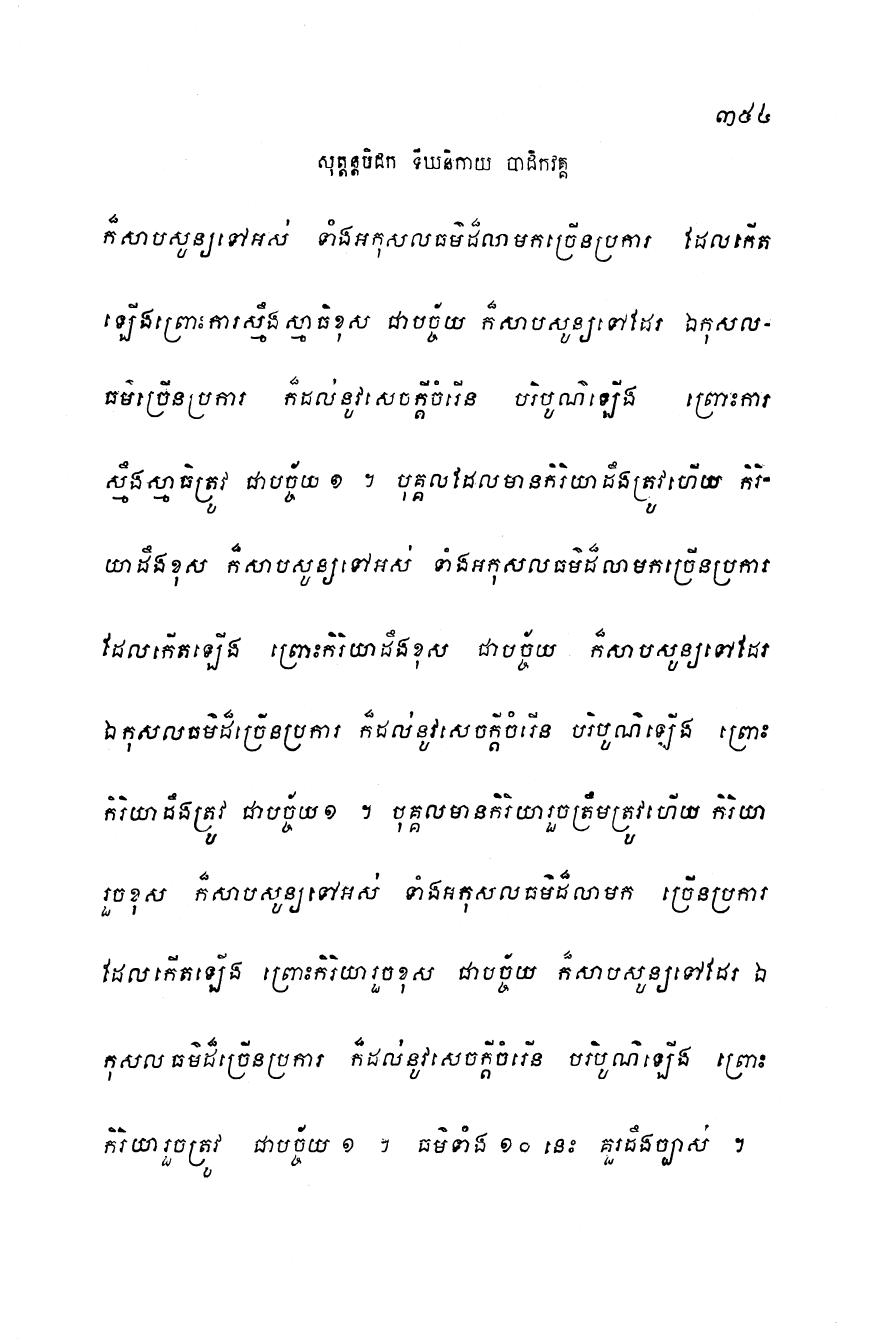 ៣៥៤
សុត្តន្តបិដក ទីឃនិកាយ បាដិកវគ្គ
ក៏សាបសូន្យទៅអស់ ទាំងអកុសលធម៌ដ៏លាមកច្រើនប្រការ ដែលកើត
ឡើងព្រោះការស្មឹងស្មាធិខុស ជាបច្ច័យ ក៏សាបសូន្យទៅដែរ ឯកុសល-
ធម៌ច្រើនប្រការ ក៏ដល់នូវសេចក្តីចំរើន បរិបូណ៌ឡើង ព្រោះការ
ស្មឹងស្មាធិត្រូវ ជាបច្ច័យ ១ ។ បុគ្គលដែលមានកិរិយាដឹងត្រូវហើយ កិរិ-
យាដឹងខុស ក៏សាបសូន្យទៅអស់ ទាំងអកុសលធម៌ដ៏លាមកច្រើនប្រការ
ដែលកើតឡើង ព្រោះកិរិយាដឹងខុស ជាបច្ច័យ ក៏សាបសូន្យទៅដែរ
ឯកុសលធម៌ដ៏ច្រើនប្រការ ក៏ដល់នូវសេចក្តីចំរើន បរិបូណ៌ឡើង ព្រោះ
កិរិយាដឹងត្រូវ ជាបច្ច័យ ១ ។ បុគ្គលមានកិរិយារួចត្រឹមត្រូវហើយ កិរិយា
រួចខុស ក៏សាបសូន្យទៅអស់ ទាំងអកុសលធម៌ដ៏លាមក ច្រើនប្រការ
ដែលកើតឡើង ព្រោះកិរិយារួចខុស ជាបច្ច័យ ក៏សាបសូន្យទៅដែរ ឯ
កុសលធម៌ដ៏ច្រើនប្រការ ក៏ដល់នូវសេចក្តីចំរើន បរិបូណ៌ឡើង ព្រោះ
កិរិយារួចត្រូវ ជាបច្ច័យ ១ ។ ធម៌ទាំង ១០ នេះ គួរដឹងច្បាស់ ។